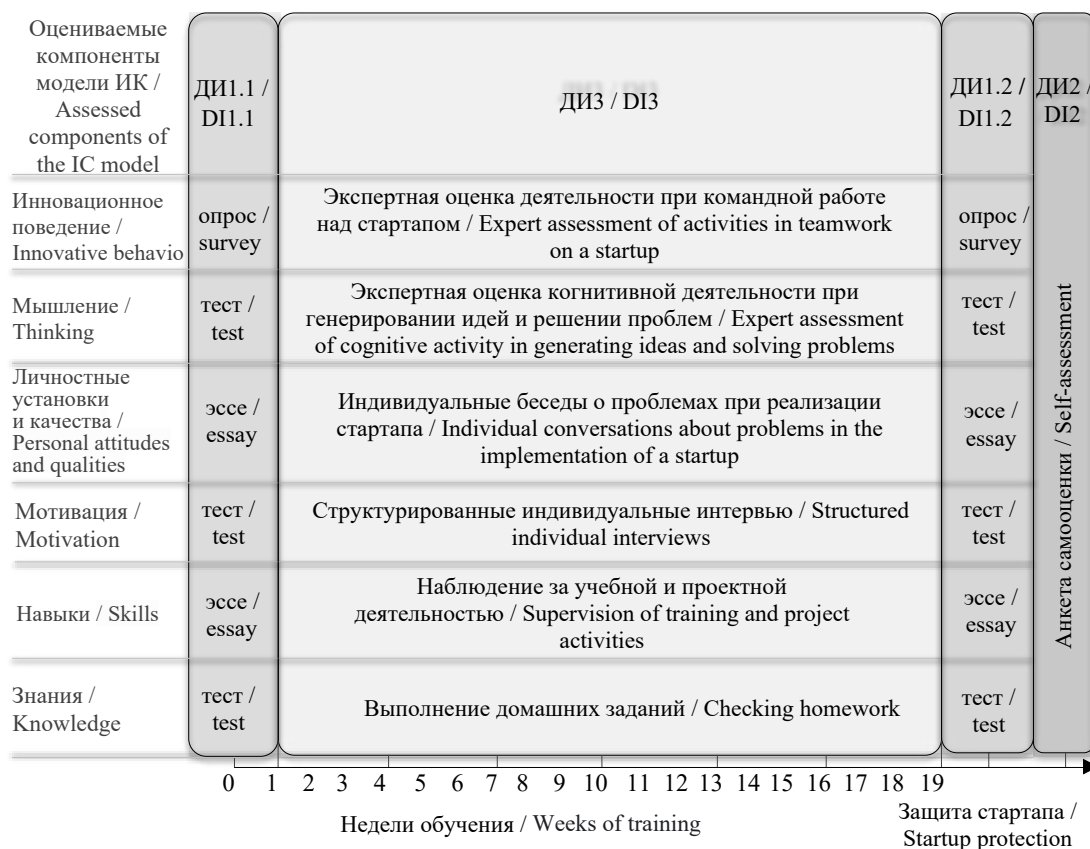 Оцениваемые
компоненты
модели ИК /
Assessed
components of
the IC model
ДИ1.1 /
DI1.1
ДИ3 / DI3
ДИ1.2 /
DI1.2
ДИ2 /
DI2
Инновационное
поведение /
Innovative behavio
опрос /
survey
Экспертная оценка деятельности при командной работе
над стартапом / Expert assessment of activities in teamwork
on a startup
опрос /
survey
Мышление /
Thinking
тест /
test
Экспертная оценка когнитивной деятельности при
генерировании идей и решении проблем / Expert assessment
of cognitive activity in generating ideas and solving problems
тест /
test
Личностные
установки
и качества /
Personal attitudes
and qualities
эссе /
essay
Индивидуальные беседы о проблемах при реализации
стартапа / Individual conversations about problems in the
implementation of a startup
эссе /
essay
Мотивация /
Motivation
тест /
test
Структурированные индивидуальные интервью / Structured
individual interviews
тест /
test
Навыки / Skills
эссе /
essay
Наблюдение за учебной и проектной
деятельностью / Supervision of training and project
activities
эссе /
essay
Знания /
Knowledge
тест /
test
Выполнение домашних заданий / Checking homework
тест /
test
Анкета самооценки / Self-assessment
0 1 2 3 4 5 6 7 8 9 10 11 12 13 14 15 16 17 18 19
Недели обучения / Weeks of training
Защита стартапа /
Startup protection